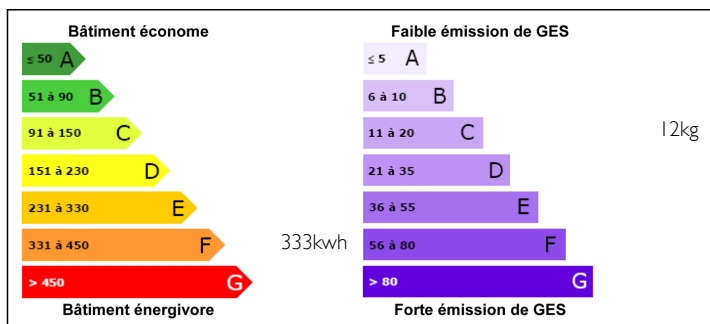 Bâtiment économe
≤ 50 A
51 à 90 B
91 à 150 C
151 à 230 D
231 à 330 E
331 à 450 F
333kwh
> 450 G
Bâtiment énergivore
Faible émission de GES
≤ 5 A
6 à 10 B
11 à 20 C
12kg
21 à 35 D
36 à 55 E
56 à 80 F
> 80 G
Forte émission de GES